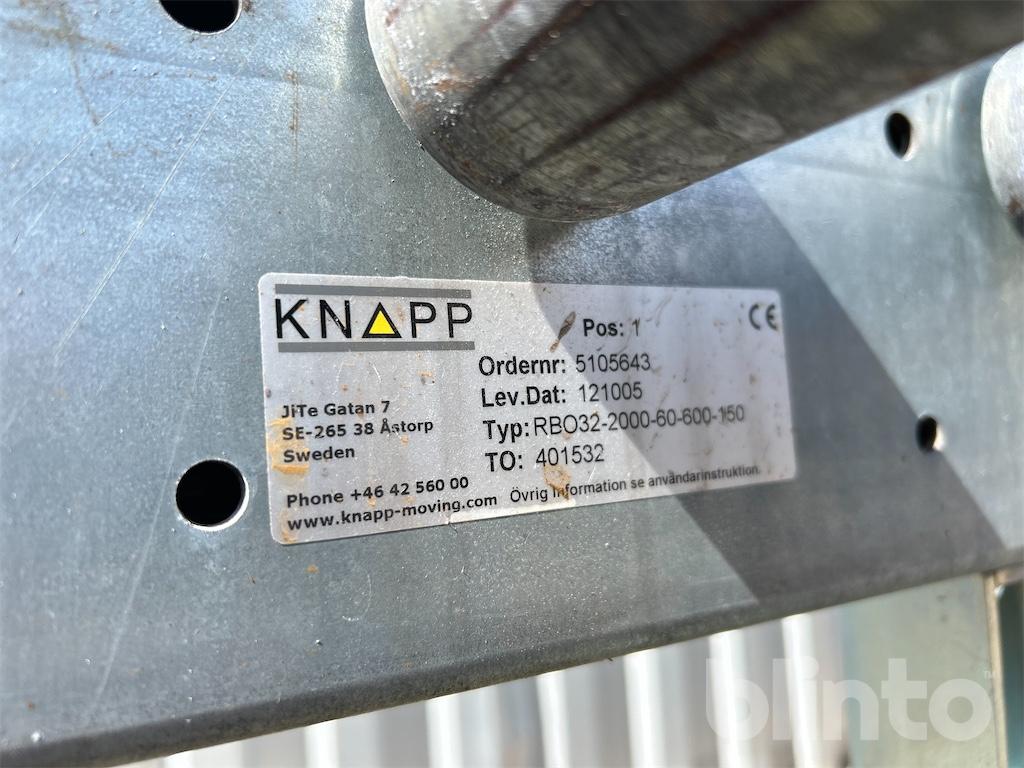 KNAPP
Pos: 1
CE
Ordernr: 5105643
Lev.Dat: 121005
Typ: RBO32-2000-60-600-150
TO: 401532
JiTe Gatan 7
SE-265 38 Åstorp
Sweden
Phone +46 42 560 00
www.knapp-moving.com
Övrig information se användarinstruktion.
blinto